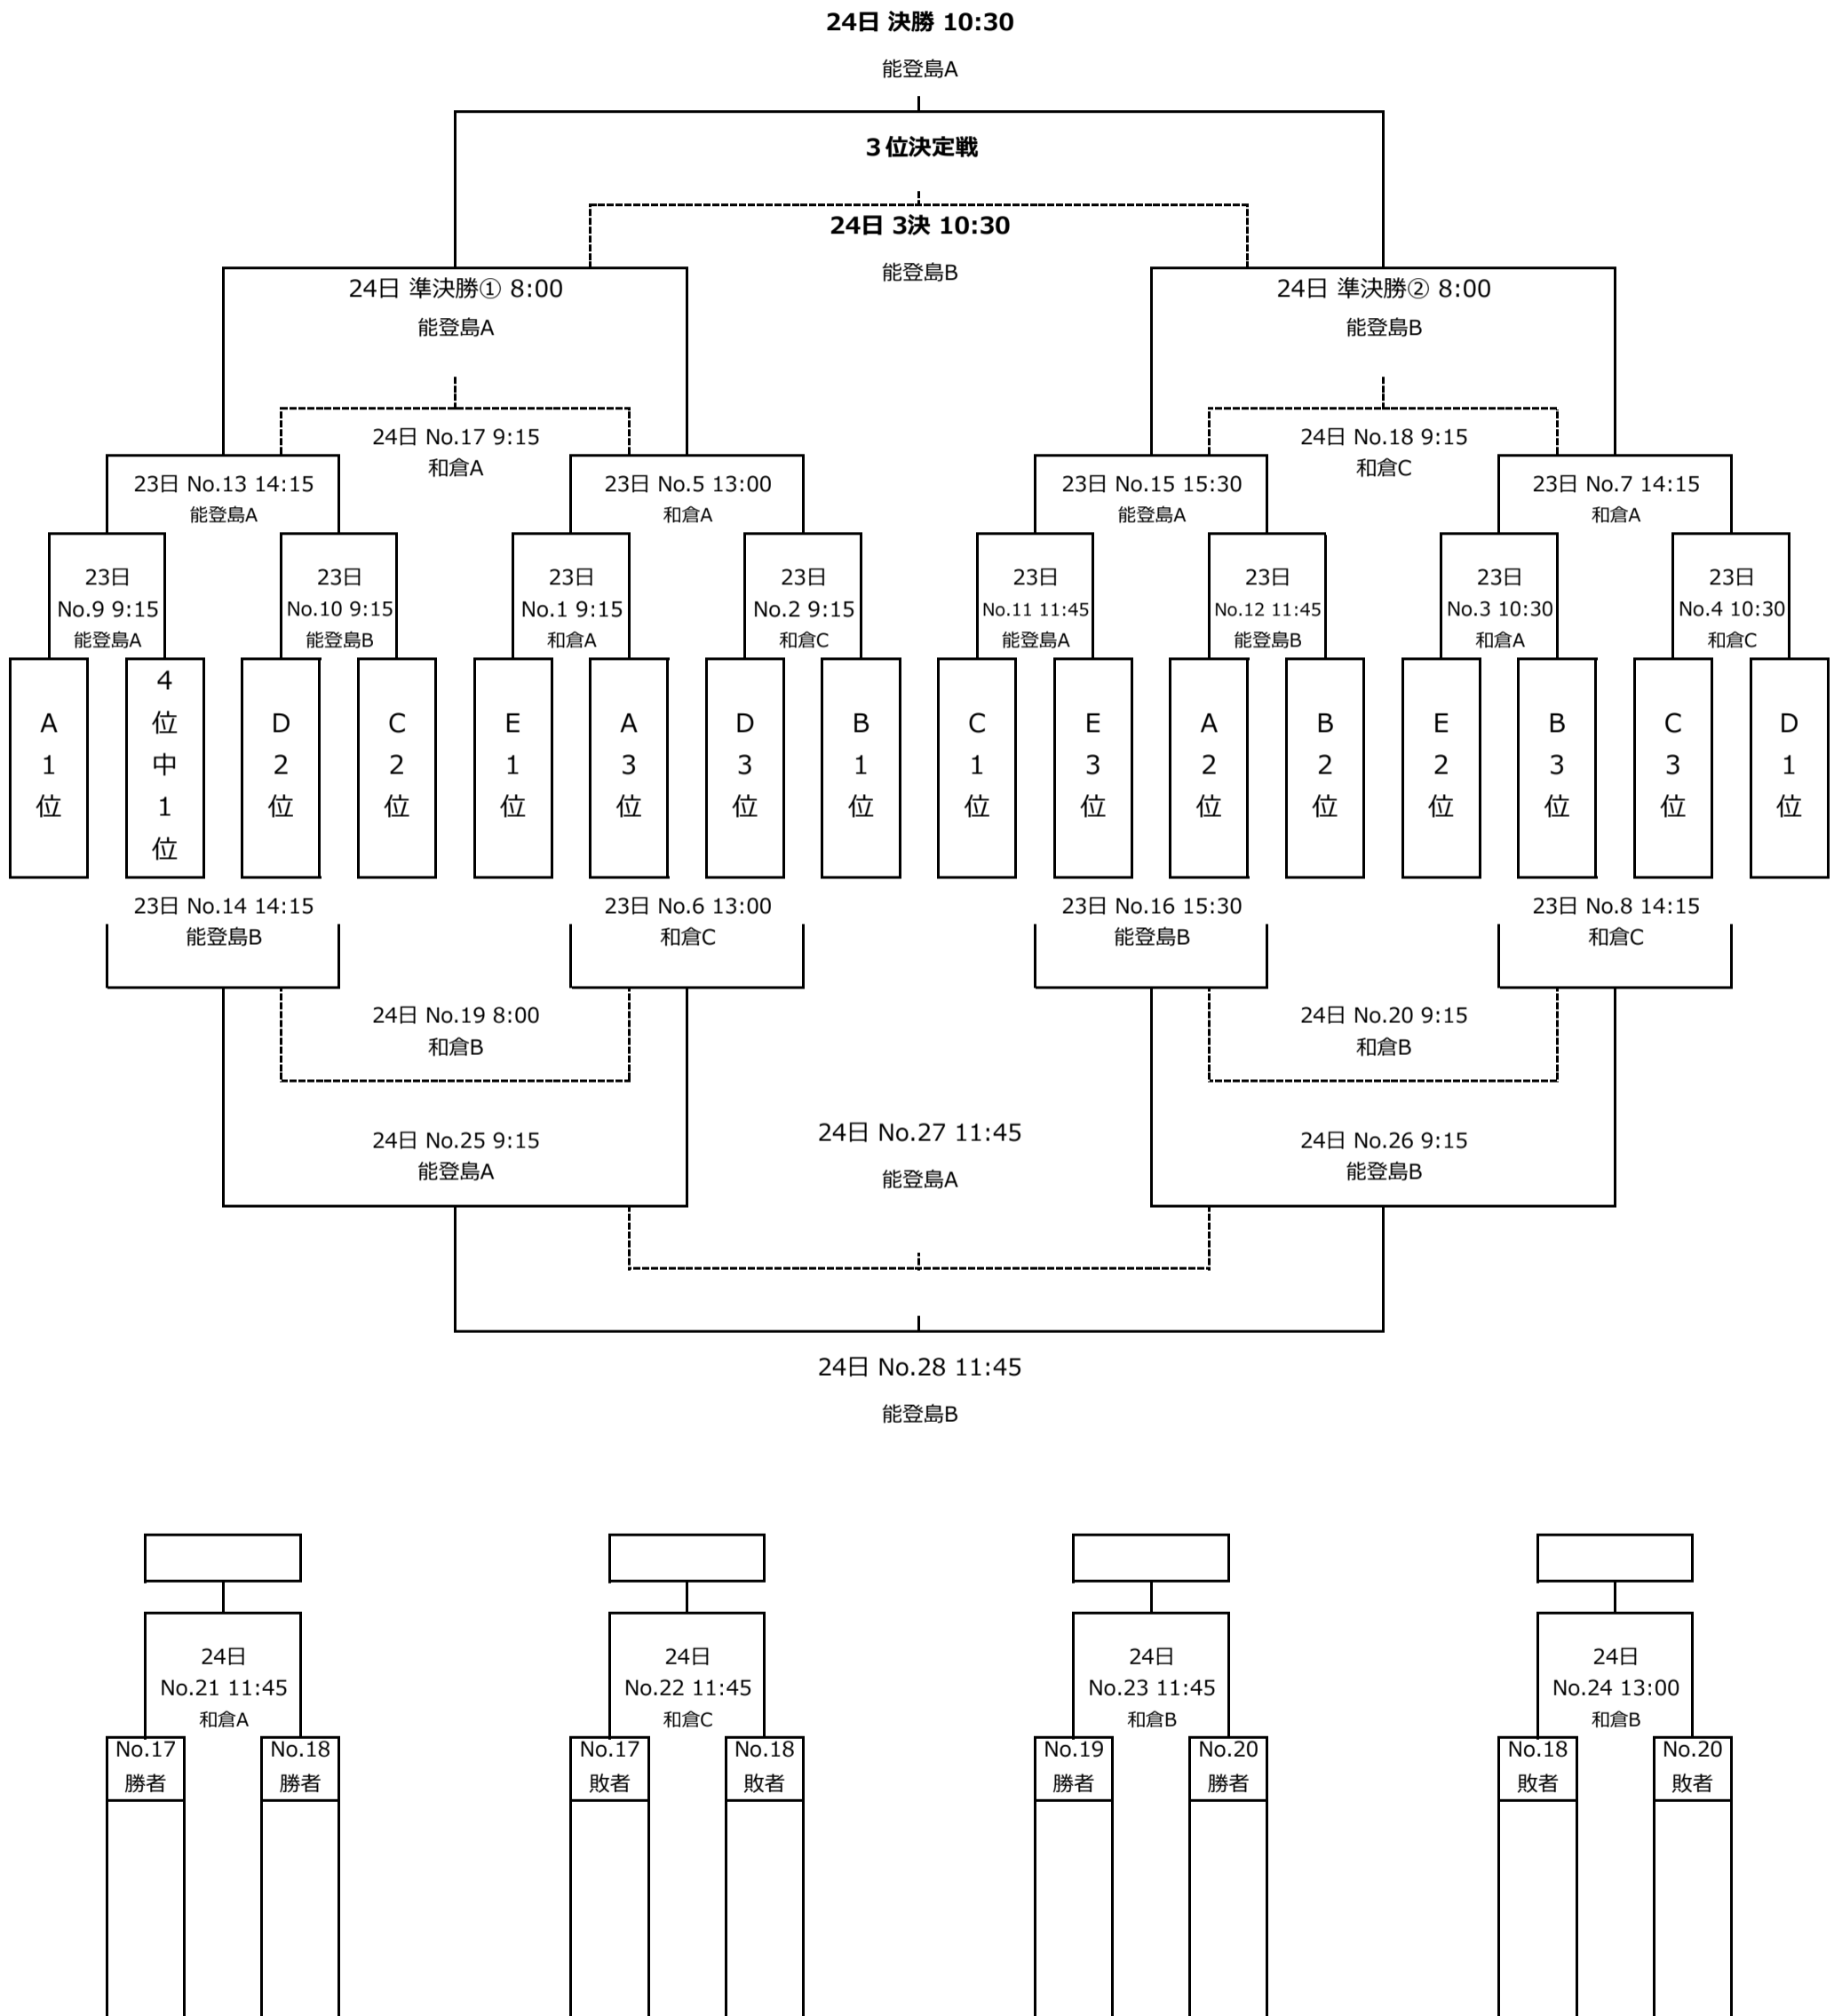 24日 決勝 10:30
能登島A
３位決定戦
24日 3決 10:30
能登島B
24日 準決勝① 8:00
能登島A
24日 準決勝② 8:00
能登島B
24日 No.17 9:15
和倉A
24日 No.18 9:15
和倉C
23日 No.13 14:15
能登島A
23日 No.5 13:00
和倉A
23日 No.15 15:30
能登島A
23日 No.7 14:15
和倉A
23日
No.9 9:15
能登島A
23日
No.10 9:15
能登島B
23日
No.1 9:15
和倉A
23日
No.2 9:15
和倉C
23日
No.11 11:45
能登島A
23日
No.12 11:45
能登島B
23日
No.3 10:30
和倉A
23日
No.4 10:30
和倉C
A1位
4位中1位
D2位
C2位
E1位
A3位
D3位
B1位
C1位
E3位
A2位
B2位
E2位
B3位
C3位
D1位
23日 No.14 14:15
能登島B
23日 No.6 13:00
和倉C
23日 No.16 15:30
能登島B
23日 No.8 14:15
和倉C
24日 No.19 8:00
和倉B
24日 No.20 9:15
和倉B
24日 No.25 9:15
能登島A
24日 No.27 11:45
能登島A
24日 No.26 9:15
能登島B
24日 No.28 11:45
能登島B
24日
No.21 11:45
和倉A
24日
No.22 11:45
和倉C
24日
No.23 11:45
和倉B
24日
No.24 13:00
和倉B
No.17
勝者
No.18
勝者
No.17
敗者
No.18
敗者
No.19
勝者
No.20
勝者
No.18
敗者
No.20
敗者